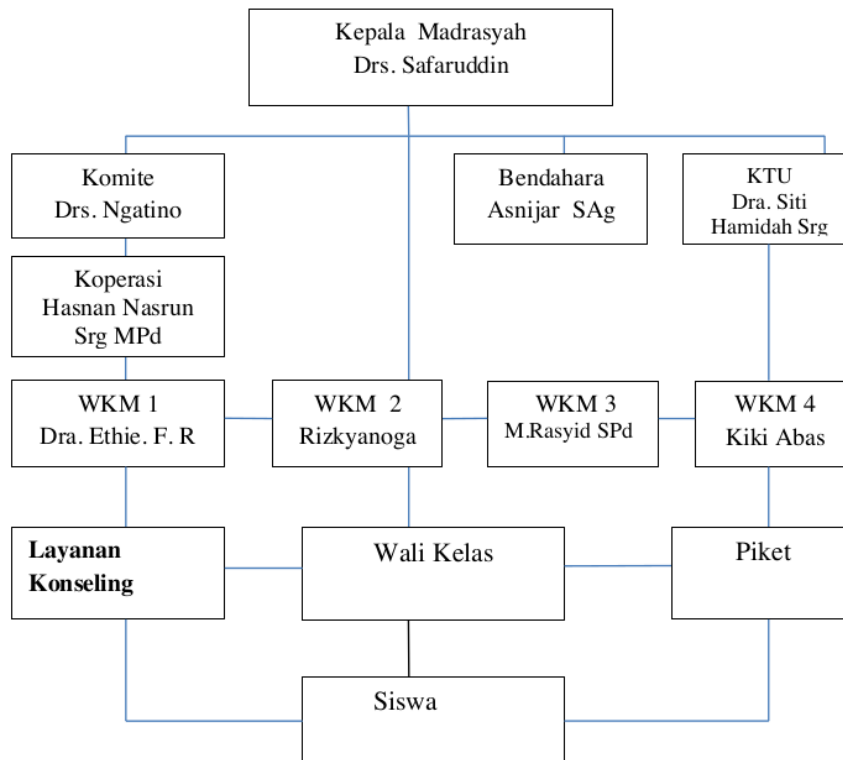 Kepala Madrasyah
Drs. Safaruddin
Komite
Drs. Ngatino
Bendahara
Asnijar SAg
KTU
Dra. Siti
Hamidah Srg
Koperasi
Hasnan Nasrun
Srg MPd
WKM 1
Dra. Ethie. F. R
WKM 2
Rizkyanoga
WKM 3
M.Rasyid SPd
WKM 4
Kiki Abas
Layanan
Konseling
Wali Kelas
Piket
Siswa